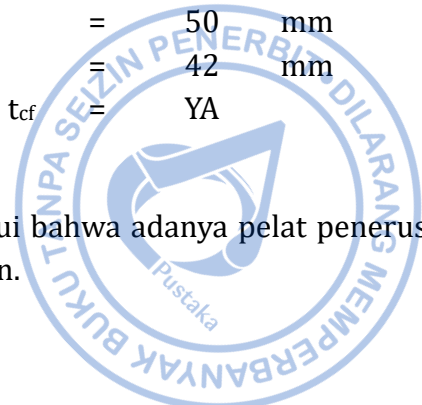 = 50 mm
= 42 mm
tcf = YA
ui bahwa adanya pelat penerus
n.
TANPA SEIZIN PENERBIT. DILARANG MEMPERBANYAK BUKU
Pustaka